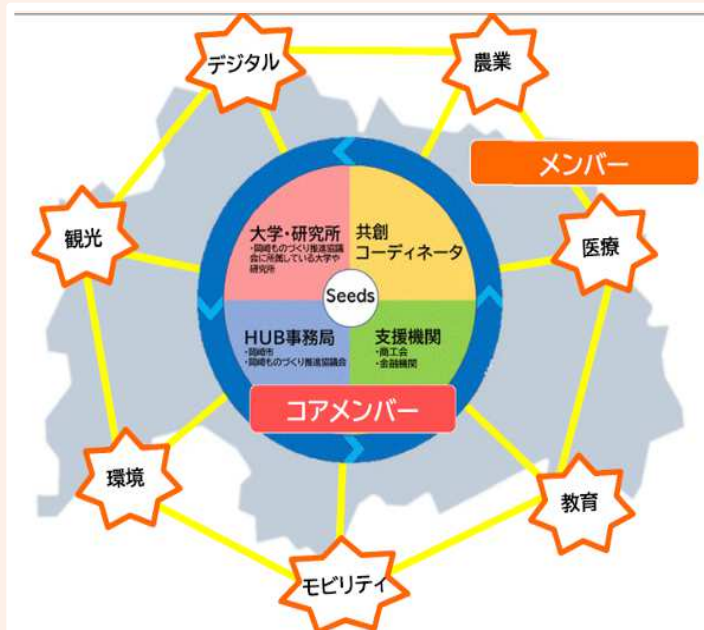 デジタル
農業
メンバー
観光
医療
大学・研究所
・岡崎ものづくり推進協議
会に所属している大学や
研究所
共創
コーディネータ
Seeds
HUB事務局
・岡崎市
・岡崎ものづくり推進協議会
支援機関
・商工会
・金融機関
コアメンバー
環境
教育
モビリティ